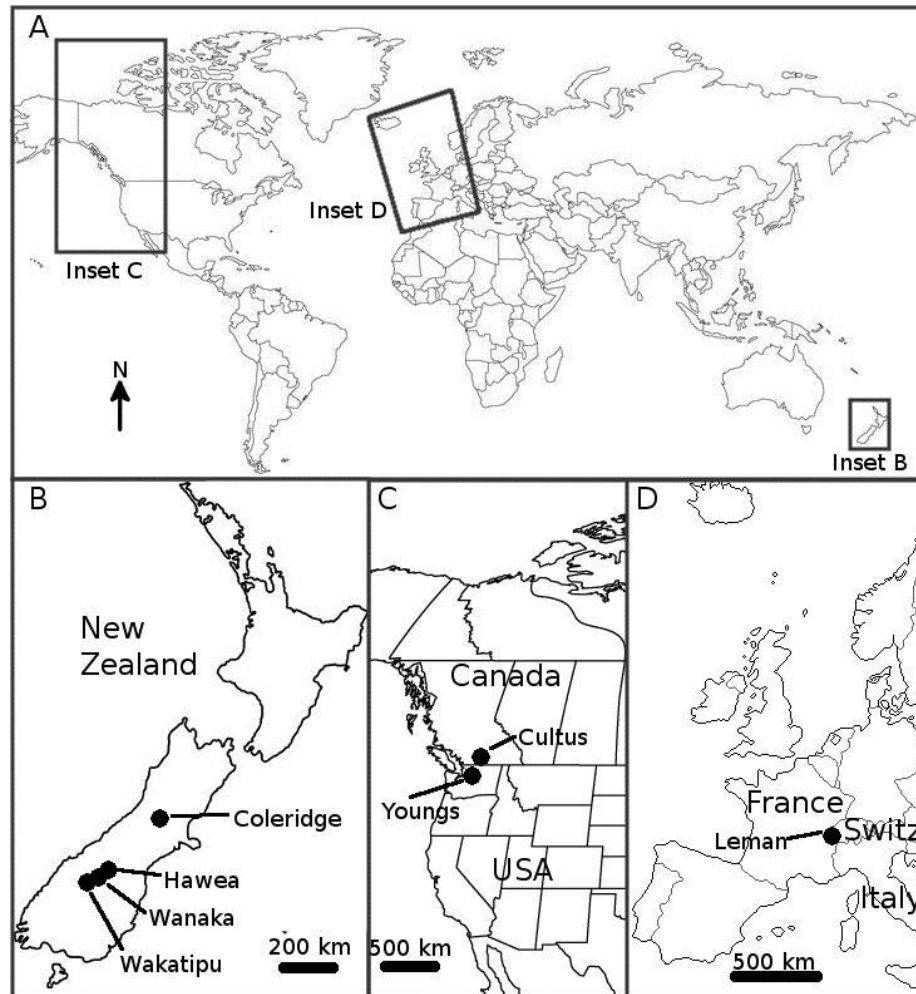 A
Inset D
Inset C
N
Inset B
B
New
Zealand
Coleridge
Hawea
Wanaka
Wakatipu
200 km
C
Canada
Cultus
Youngs
USA
500 km
D
France
Leman
Switz
Italy
500 km